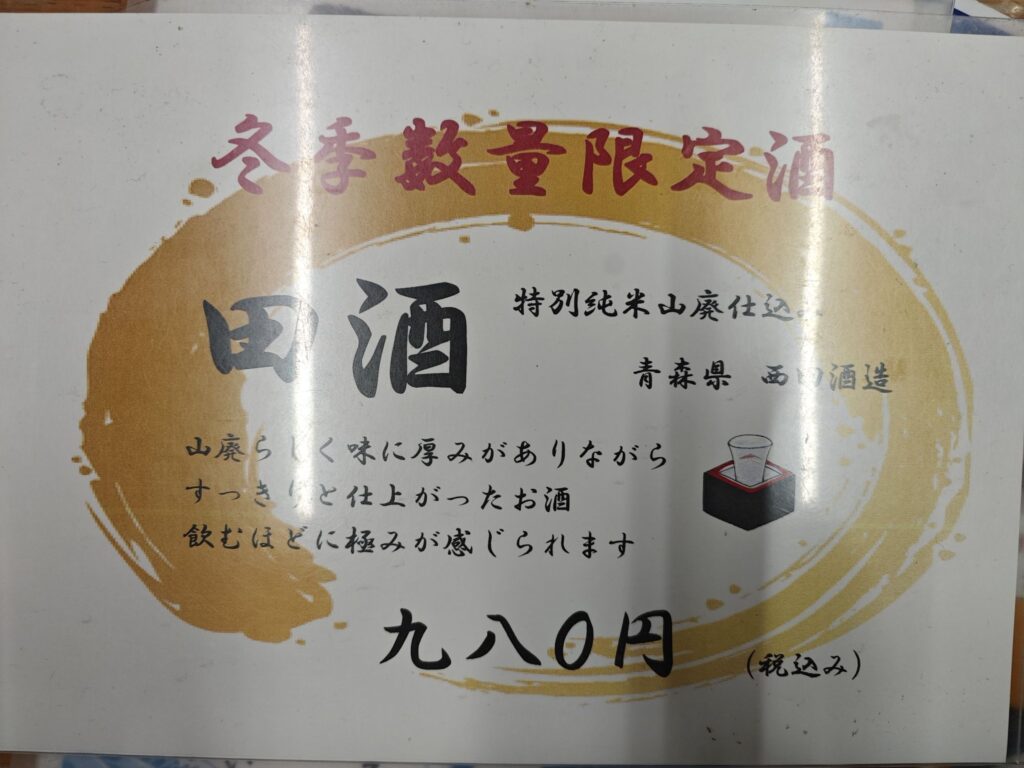 冬季数量限定酒
田酒 特別純米山廃仕込み
青森県 西田酒造
山廃らしく味に厚みがありながら
すっきりと仕上がったお酒
飲むほどに極みが感じられます
九八0円 (税込み)